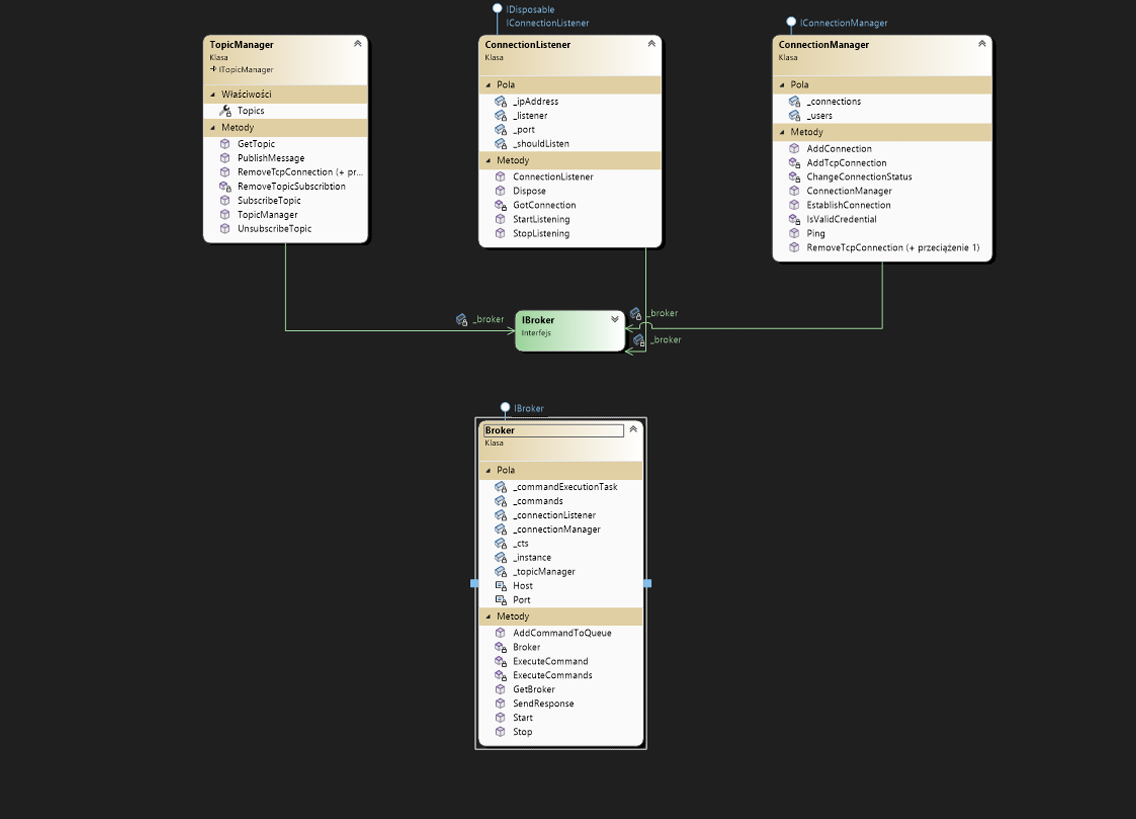 TopicManager
Klasa
ITopicManager
Właściwości
Topics
Metody
GetTopic
PublishMessage
RemoveTcpConnection (+ pr...
RemoveTopicSubscribtion
SubscribeTopic
TopicManager
UnsubscribeTopic
IDisposable
IConnectionListener
ConnectionListener
Klasa
Pola
_ipAddress
_listener
_port
_shouldListen
Metody
ConnectionListener
Dispose
GotConnection
StartListening
StopListening
IConnectionManager
ConnectionManager
Klasa
Pola
_connections
_users
Metody
AddConnection
AddTcpConnection
ChangeConnectionStatus
ConnectionManager
EstablishConnection
IsValidCredential
Ping
RemoveTcpConnection (+ przeciążenie 1)
_broker
IBroker
Interfejs
_broker
_broker
IBroker
Broker
Klasa
Pola
_commandExecutionTask
_commands
_connectionListener
_connectionManager
_cts
_instance
_topicManager
Host
Port
Metody
AddCommandToQueue
Broker
ExecuteCommand
ExecuteCommands
GetBroker
SendResponse
Start
Stop